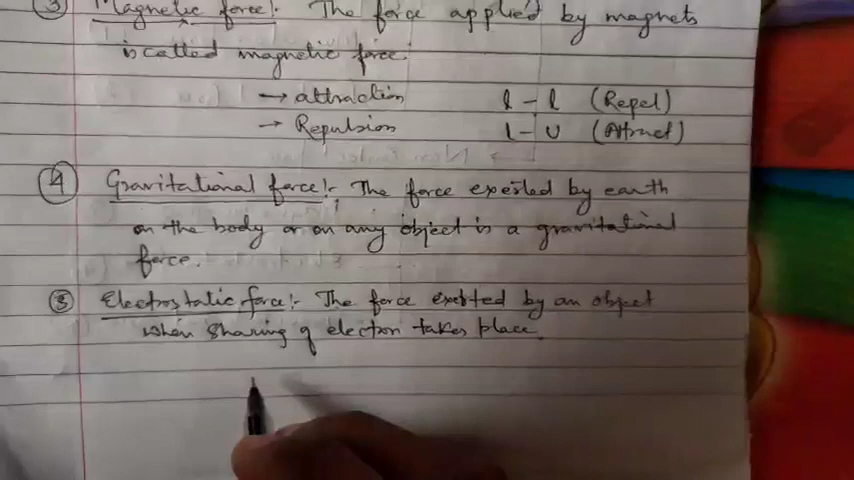 ③ Magnetic force!- The force applied by magnets
is called magnetic force.
→ attraction l - l (Repel)
→ Repulsion l - U (Attract)
④ Gravitational force!- The force exerted by earth
on the body or on any object is a gravitational
force.
⑤ Electrostatic force!- The force exerted by an object
when sharing of electron takes place.